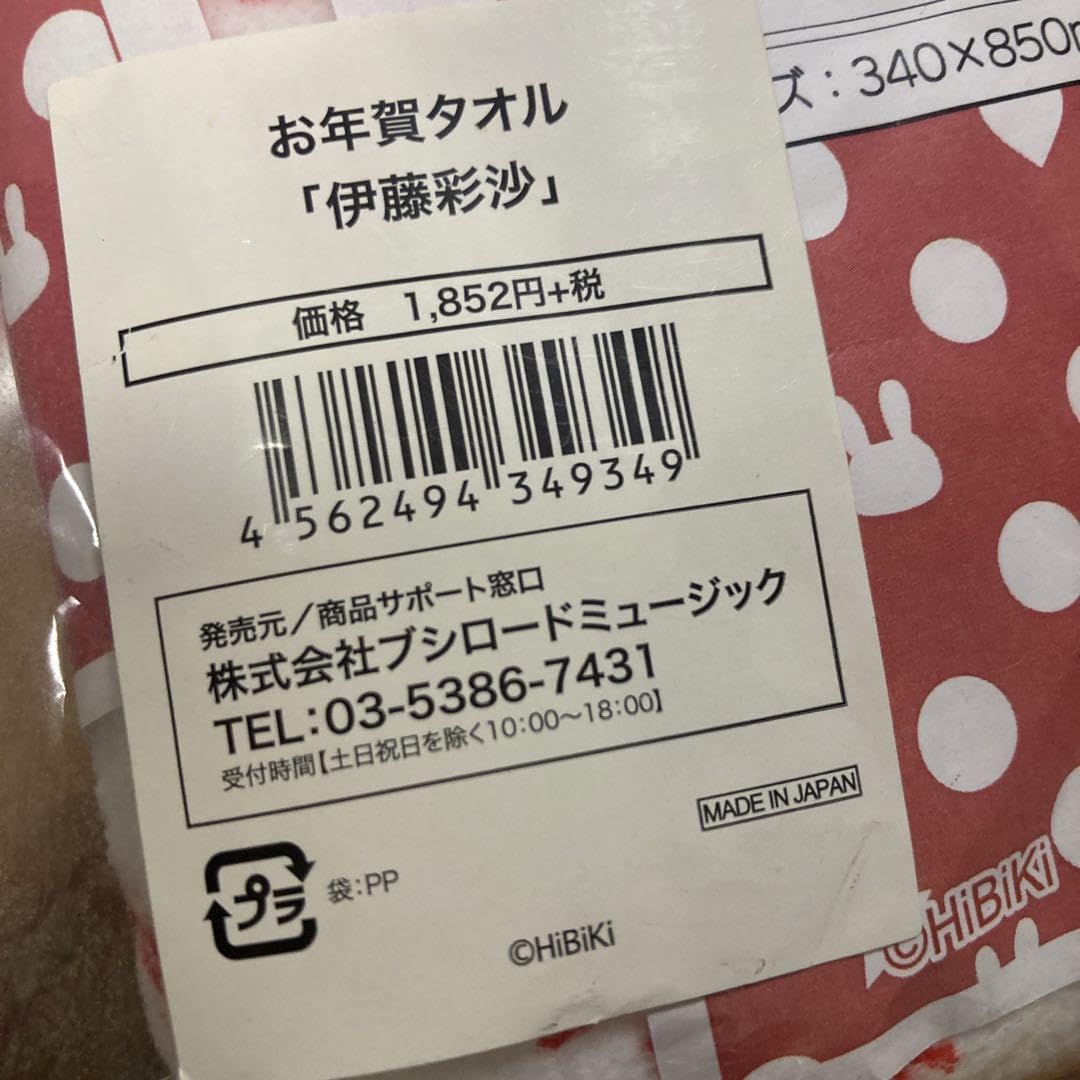 お年賀タオル
「伊藤彩沙」
価格 1,852円+税
4 562494 349349
発売元/商品サポート窓口
株式会社ブシロードミュージック
TEL:03-5386-7431
受付時間【土日祝日を除く10:00〜18:00】
MADE IN JAPAN
プラ
袋:PP
©HiBiKi
ズ:340×850
©HiBiKi